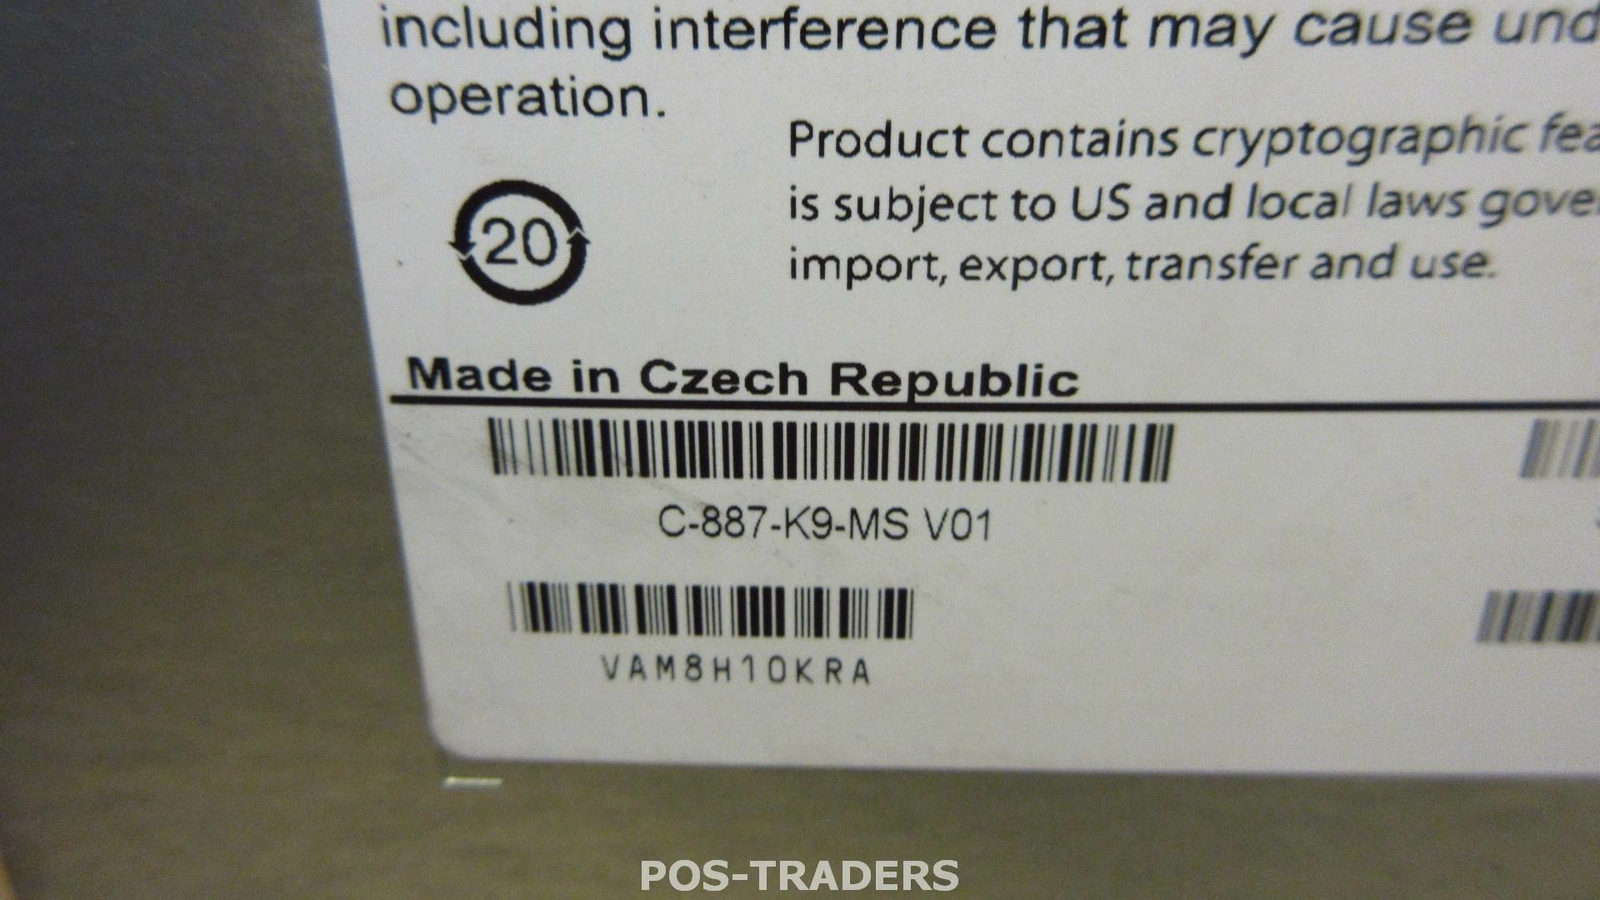 including interference that may cause und
operation.
Product contains cryptographic fea
is subject to US and local laws gove
import, export, transfer and use.
20
Made in Czech Republic
C-887-K9-MS V01
VAM8H10KRA
POS-TRADERS